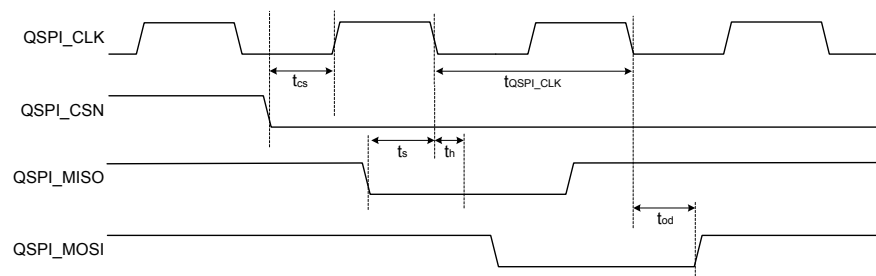 QSPI_CLK
tcs
tQSPI_CLK
QSPI_CSN
ts
th
QSPI_MISO
tod
QSPI_MOSI